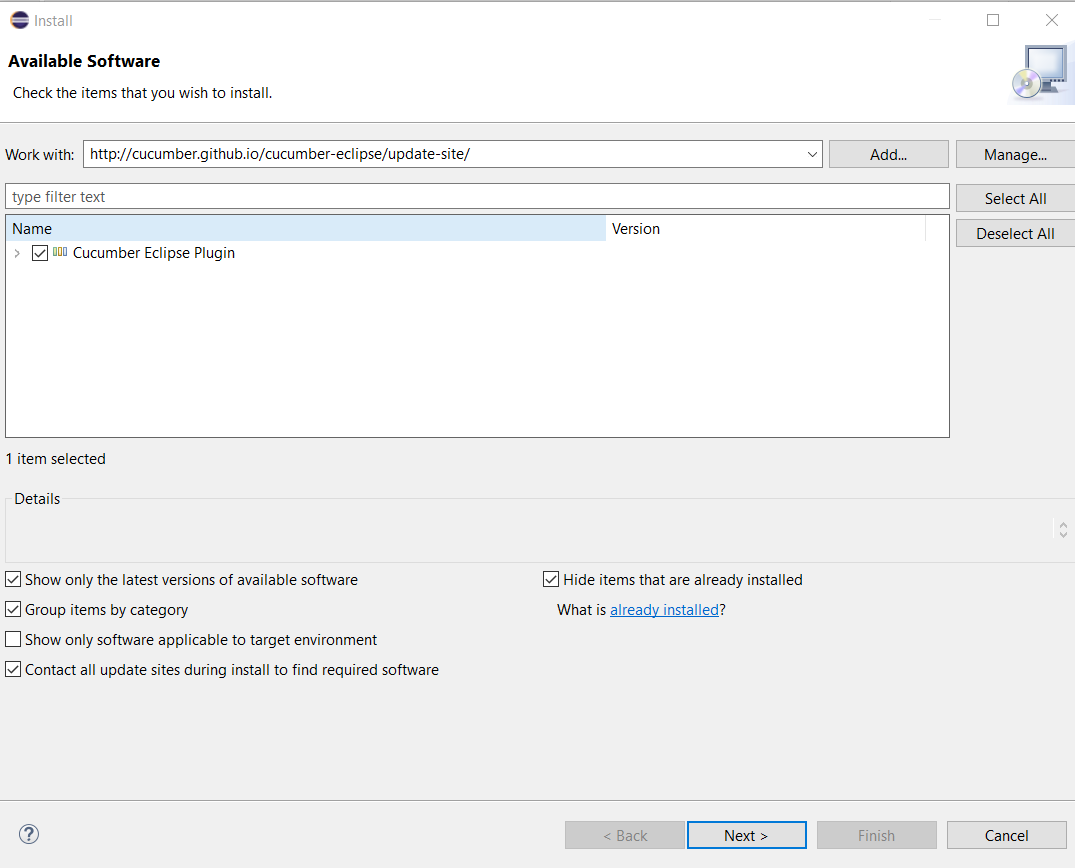 Install
Available Software
Check the items that you wish to install.
Work with: http://cucumber.github.io/cucumber-eclipse/update-site/ Add... Manage...
type filter text Select All
Name Version Deselect All
Cucumber Eclipse Plugin
1 item selected
Details
Show only the latest versions of available software Hide items that are already installed
Group items by category What is already installed?
Show only software applicable to target environment
Contact all update sites during install to find required software
? < Back Next > Finish Cancel